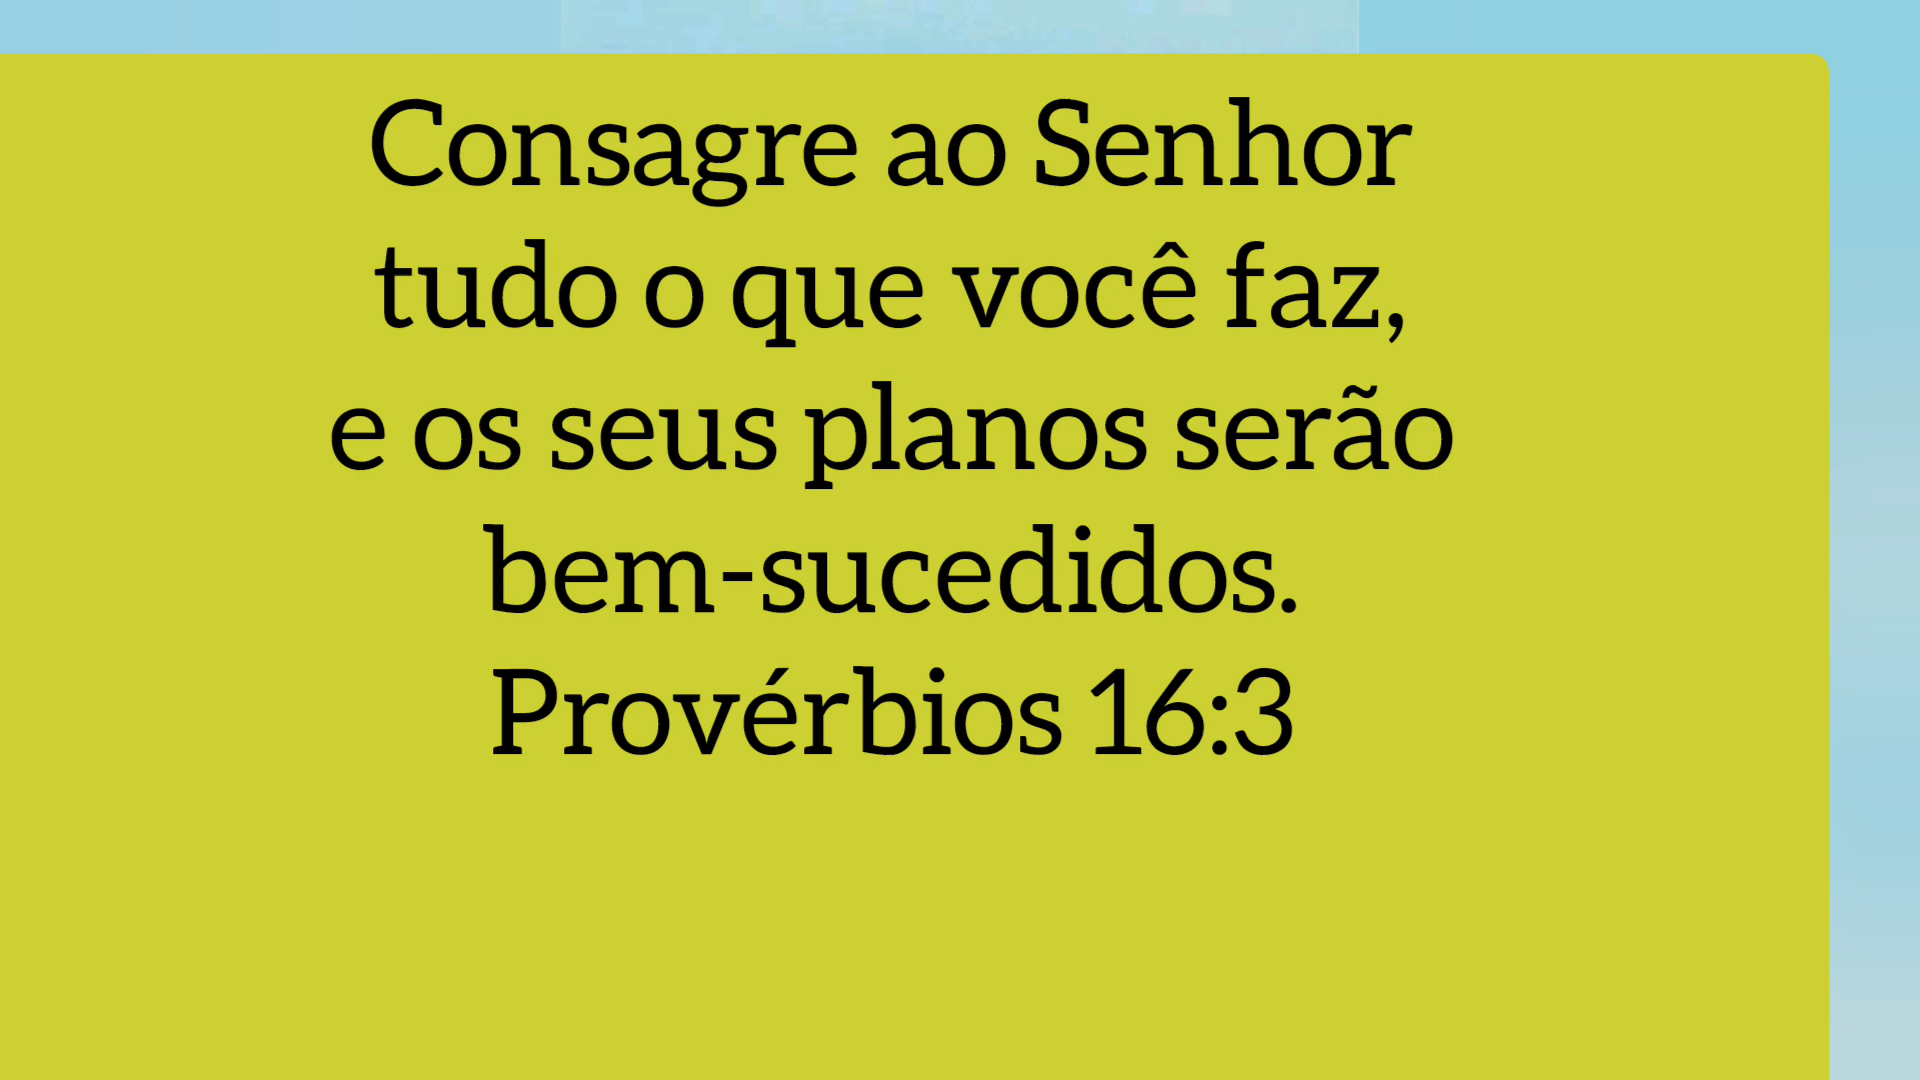 Consagre ao Senhor
tudo o que você faz,
e os seus planos serão
bem-sucedidos.
Provérbios 16:3